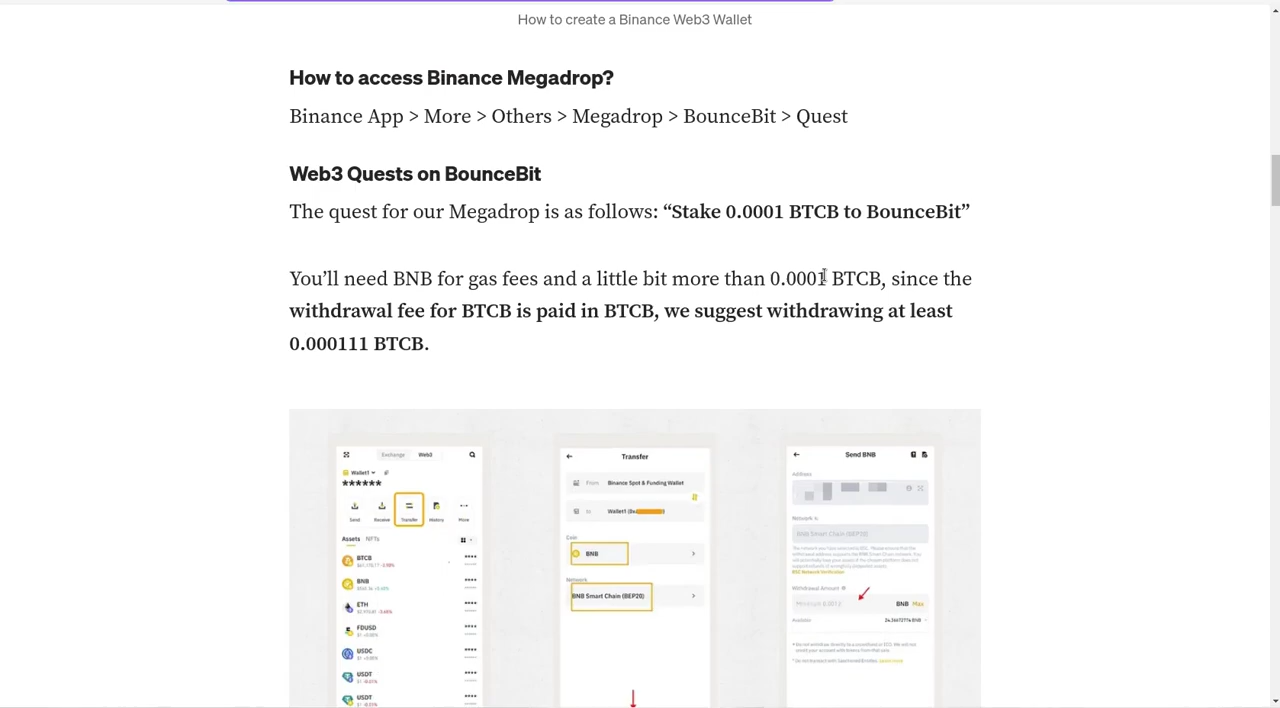 How to create a Binance Web3 Wallet
How to access Binance Megadrop?
Binance App > More > Others > Megadrop > BounceBit > Quest
Web3 Quests on BounceBit
The quest for our Megadrop is as follows: “Stake 0.0001 BTCB to BounceBit”
You’ll need BNB for gas fees and a little bit more than 0.0001 BTCB, since the
withdrawal fee for BTCB is paid in BTCB, we suggest withdrawing at least
0.000111 BTCB.
Exchange Web3
Wallet1
******
Send Receive Transfer History More
Assets NFTs
BTCB
BNB
ETH
FDUSD
USDC
USDT
USDT
Transfer
From Binance Spot & Funding Wallet
To Wallet1
Coin
BNB
Network
BNB Smart Chain (BEP20)
Send BNB
Address
Network
BNB Smart Chain (BEP20)
Withdrawal Amount
BNB Max
Available